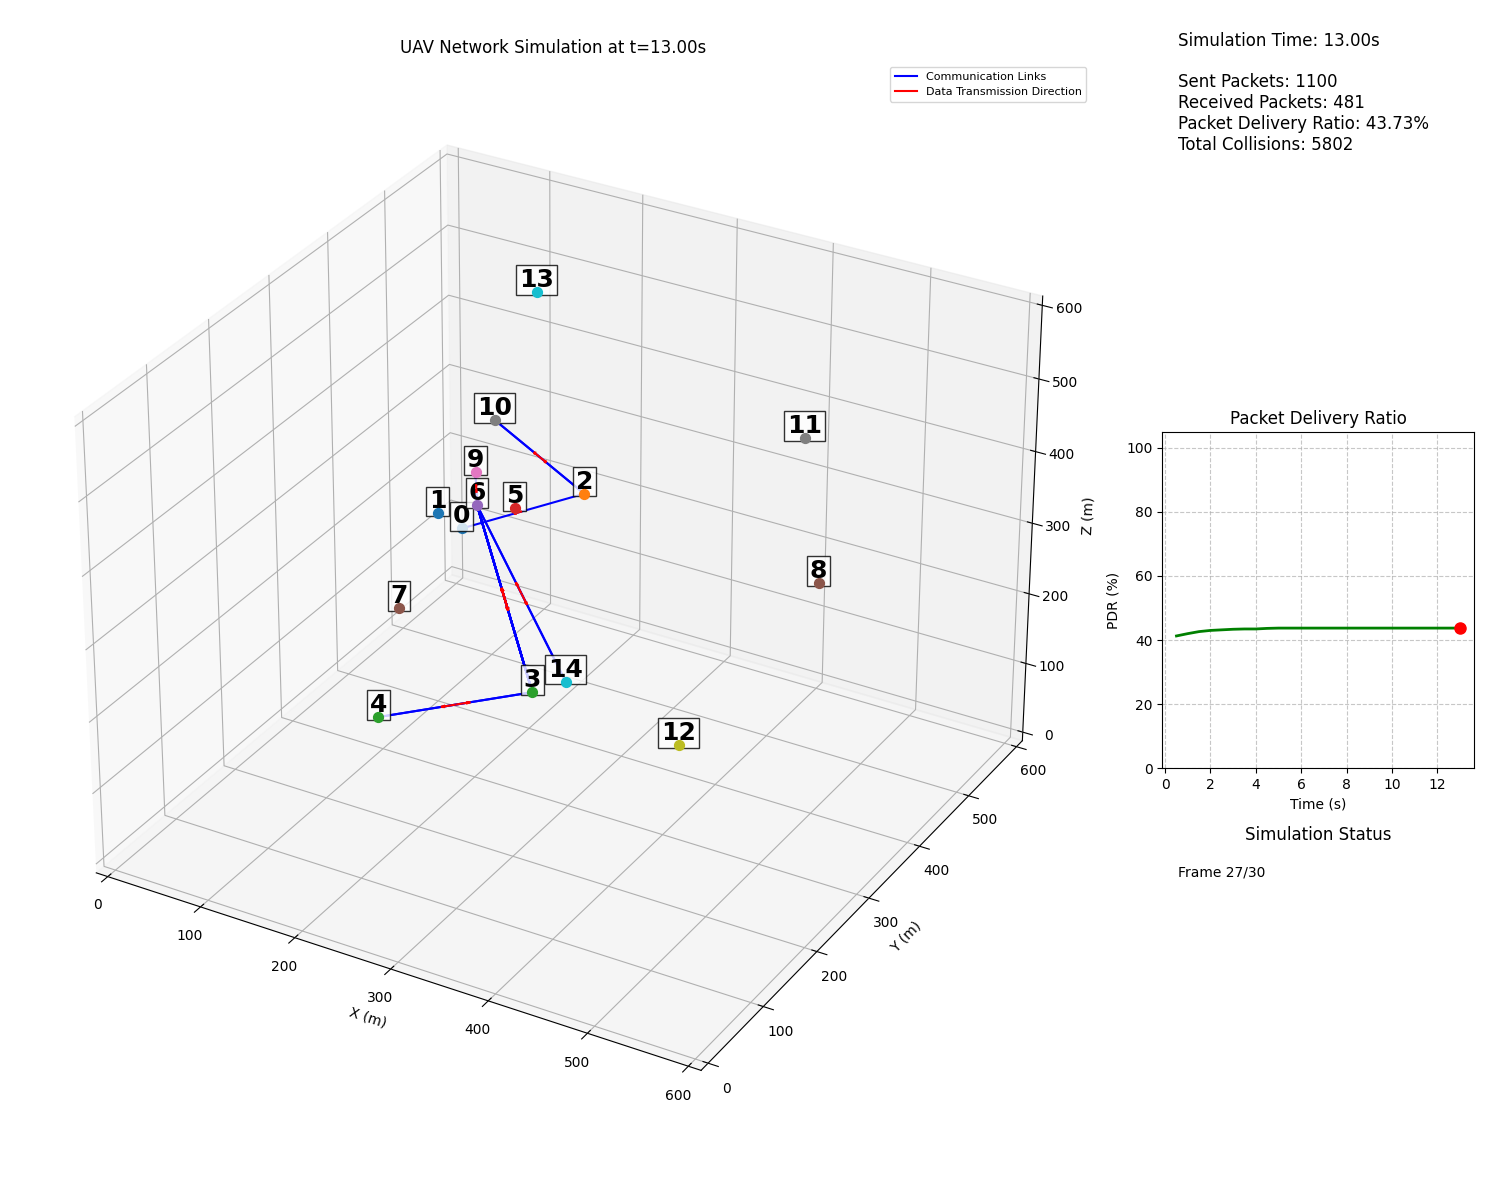 UAV Network Simulation at t=13.00s
Communication Links
Data Transmission Direction
Simulation Time: 13.00s
Sent Packets: 1100
Received Packets: 481
Packet Delivery Ratio: 43.73%
Total Collisions: 5802
13
10
11
9
6
1
0
5
2
7
8
3
14
4
12
0
100
200
300
400
500
600
X (m)
0
100
200
300
400
500
600
Y (m)
0
100
200
300
400
500
600
Z (m)
Packet Delivery Ratio
100
80
60
40
20
0
PDR (%)
0 2 4 6 8 10 12
Time (s)
Simulation Status
Frame 27/30